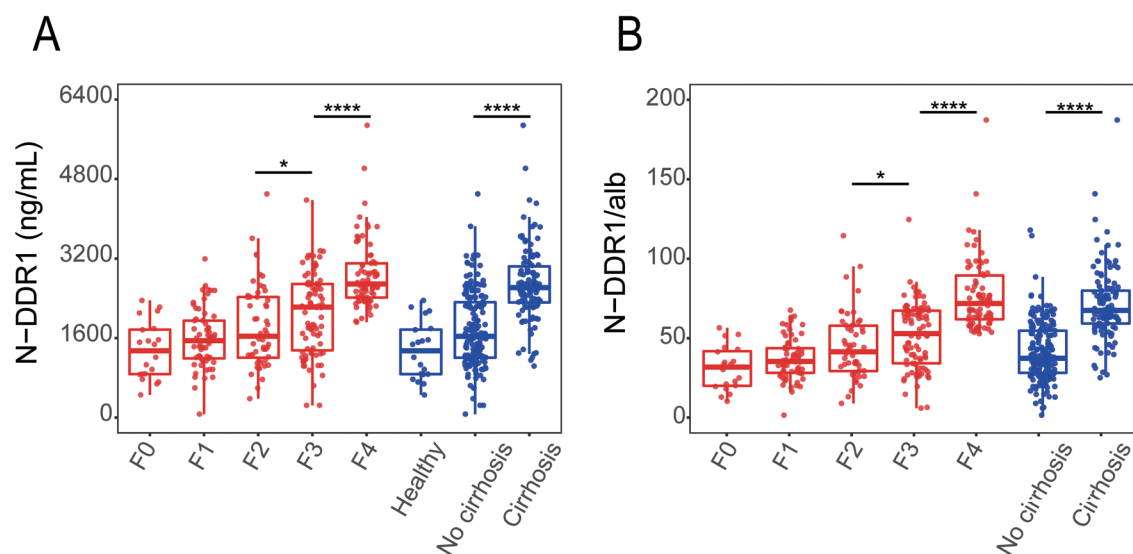 A
B
N−DDR1 (ng/mL)
6400
4800
3200
1600
0
*
****
****
F0
F1
F2
F3
F4
Healthy
No cirrhosis
Cirrhosis
N−DDR1/alb
200
150
100
50
0
*
****
****
F0
F1
F2
F3
F4
No cirrhosis
Cirrhosis